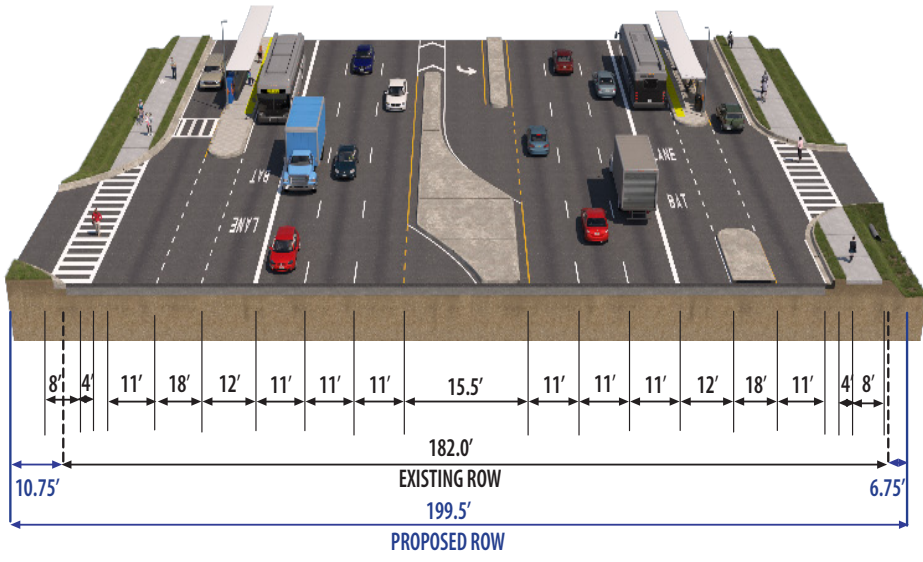 BAT
LANE
LANE
BAT
8′ 4′ 11′ 18′ 12′ 11′ 11′ 11′ 15.5′ 11′ 11′ 11′ 12′ 18′ 11′ 4′ 8′
182.0′
EXISTING ROW
10.75′ 6.75′
199.5′
PROPOSED ROW